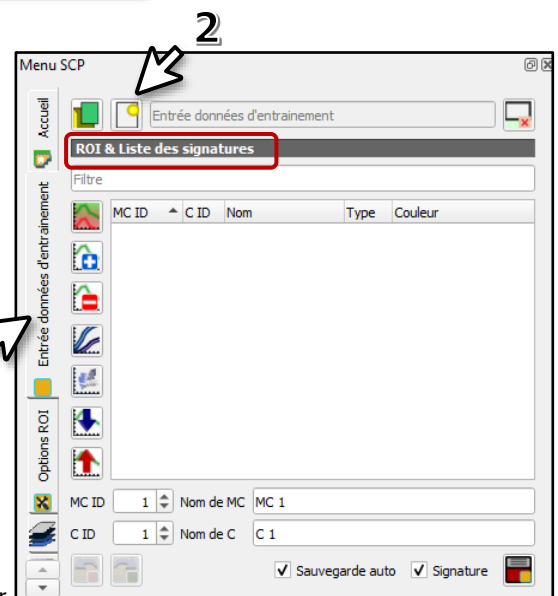 2
Menu SCP
Accueil
Entrée données d'entrainement
Options ROI
Entrée données d'entrainement
ROI & Liste des signatures
Filtre
MC ID C ID Nom Type Couleur
MC ID 1 Nom de MC MC 1
C ID 1 Nom de C C 1
Sauvegarde auto Signature